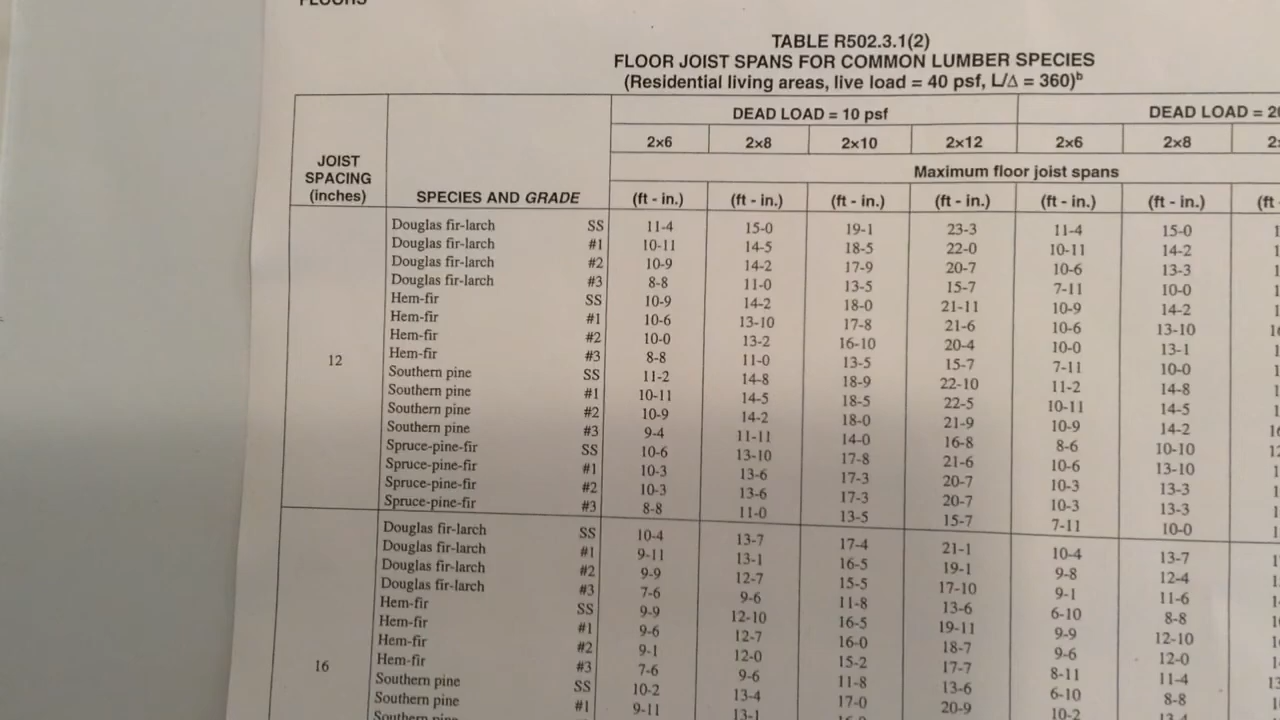 FLOORS
TABLE R502.3.1(2)
FLOOR JOIST SPANS FOR COMMON LUMBER SPECIES
(Residential living areas, live load = 40 psf, L/Δ = 360)b
DEAD LOAD = 10 psf DEAD LOAD = 2
JOIST SPACING (inches) SPECIES AND GRADE 2×6 2×8 2×10 2×12 2×6 2×8
Maximum floor joist spans
(ft - in.) (ft - in.) (ft - in.) (ft - in.) (ft - in.) (ft - in.) (ft
12
Douglas fir-larch SS 11-4 15-0 19-1 23-3 11-4 15-0
Douglas fir-larch #1 10-11 14-5 18-5 22-0 10-11 14-2
Douglas fir-larch #2 10-9 14-2 17-9 20-7 10-6 13-3
Douglas fir-larch #3 8-8 11-0 13-5 15-7 7-11 10-0
Hem-fir SS 10-9 14-2 18-0 21-11 10-9 14-2
Hem-fir #1 10-6 13-10 17-8 21-6 10-6 13-10
Hem-fir #2 10-0 13-2 16-10 20-4 10-0 13-1
Hem-fir #3 8-8 11-0 13-5 15-7 7-11 10-0
Southern pine SS 11-2 14-8 18-9 22-10 11-2 14-8
Southern pine #1 10-11 14-5 18-5 22-5 10-11 14-5
Southern pine #2 10-9 14-2 18-0 21-9 10-9 14-2
Southern pine #3 9-4 11-11 14-0 16-8 8-6 10-10
Spruce-pine-fir SS 10-6 13-10 17-8 21-6 10-6 13-10
Spruce-pine-fir #1 10-3 13-6 17-3 20-7 10-3 13-3
Spruce-pine-fir #2 10-3 13-6 17-3 20-7 10-3 13-3
Spruce-pine-fir #3 8-8 11-0 13-5 15-7 7-11 10-0
16
Douglas fir-larch SS 10-4 13-7 17-4 21-1 10-4 13-7
Douglas fir-larch #1 9-11 13-1 16-5 19-1 9-8 12-4
Douglas fir-larch #2 9-9 12-7 15-5 17-10 9-1 11-6
Douglas fir-larch #3 7-6 9-6 11-8 13-6 6-10 8-8
Hem-fir SS 9-9 12-10 16-5 19-11 9-9 12-10
Hem-fir #1 9-6 12-7 16-0 18-7 9-6 12-0
Hem-fir #2 9-1 12-0 15-2 17-7 8-11 11-4
Hem-fir #3 7-6 9-6 11-8 13-6 6-10 8-8
Southern pine SS 10-2 13-4 17-0 20-9 10-2
Southern pine #1 9-11 13-1
Southern pine